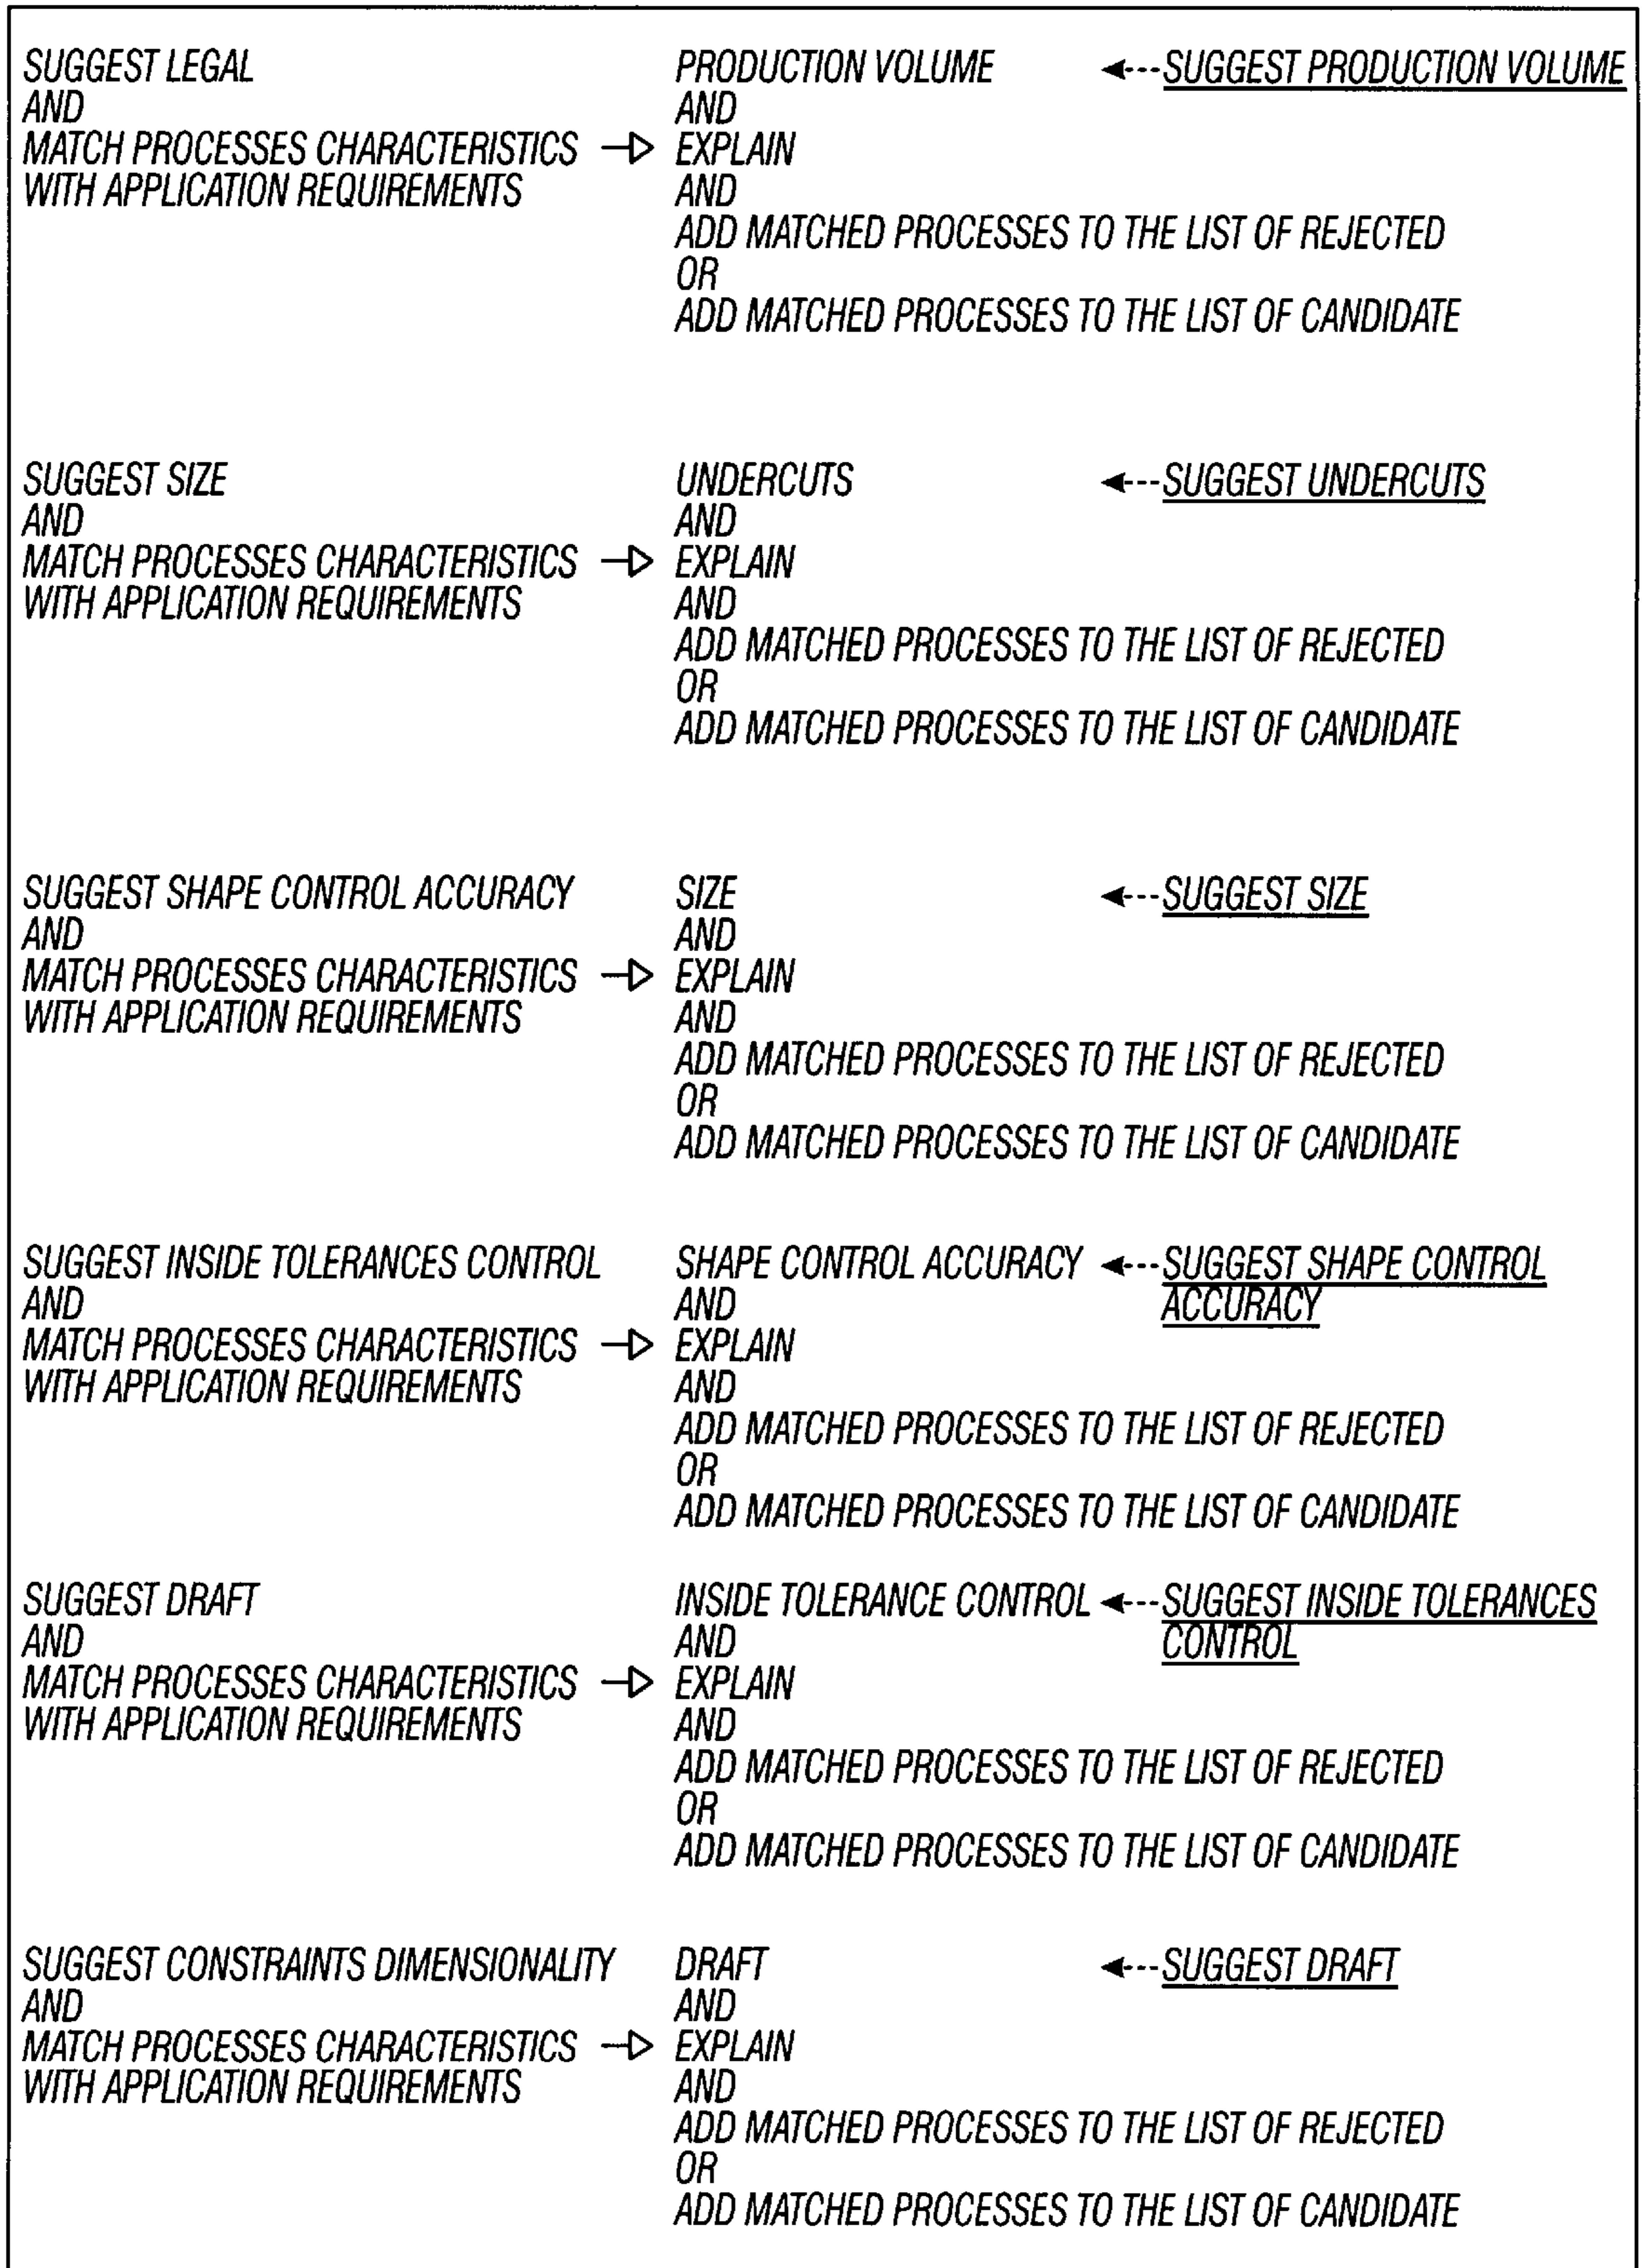 SUGGEST LEGAL
AND
MATCH PROCESSES CHARACTERISTICS
WITH APPLICATION REQUIREMENTS
PRODUCTION VOLUME
AND
EXPLAIN
AND
ADD MATCHED PROCESSES TO THE LIST OF REJECTED
OR
ADD MATCHED PROCESSES TO THE LIST OF CANDIDATE
SUGGEST PRODUCTION VOLUME
SUGGEST SIZE
AND
MATCH PROCESSES CHARACTERISTICS
WITH APPLICATION REQUIREMENTS
UNDERCUTS
AND
EXPLAIN
AND
ADD MATCHED PROCESSES TO THE LIST OF REJECTED
OR
ADD MATCHED PROCESSES TO THE LIST OF CANDIDATE
SUGGEST UNDERCUTS
SUGGEST SHAPE CONTROL ACCURACY
AND
MATCH PROCESSES CHARACTERISTICS
WITH APPLICATION REQUIREMENTS
SIZE
AND
EXPLAIN
AND
ADD MATCHED PROCESSES TO THE LIST OF REJECTED
OR
ADD MATCHED PROCESSES TO THE LIST OF CANDIDATE
SUGGEST SIZE
SUGGEST INSIDE TOLERANCES CONTROL
AND
MATCH PROCESSES CHARACTERISTICS
WITH APPLICATION REQUIREMENTS
SHAPE CONTROL ACCURACY
AND
EXPLAIN
AND
ADD MATCHED PROCESSES TO THE LIST OF REJECTED
OR
ADD MATCHED PROCESSES TO THE LIST OF CANDIDATE
SUGGEST SHAPE CONTROL
ACCURACY
SUGGEST DRAFT
AND
MATCH PROCESSES CHARACTERISTICS
WITH APPLICATION REQUIREMENTS
INSIDE TOLERANCE CONTROL
AND
EXPLAIN
AND
ADD MATCHED PROCESSES TO THE LIST OF REJECTED
OR
ADD MATCHED PROCESSES TO THE LIST OF CANDIDATE
SUGGEST INSIDE TOLERANCES
CONTROL
SUGGEST CONSTRAINTS DIMENSIONALITY
AND
MATCH PROCESSES CHARACTERISTICS
WITH APPLICATION REQUIREMENTS
DRAFT
AND
EXPLAIN
AND
ADD MATCHED PROCESSES TO THE LIST OF REJECTED
OR
ADD MATCHED PROCESSES TO THE LIST OF CANDIDATE
SUGGEST DRAFT